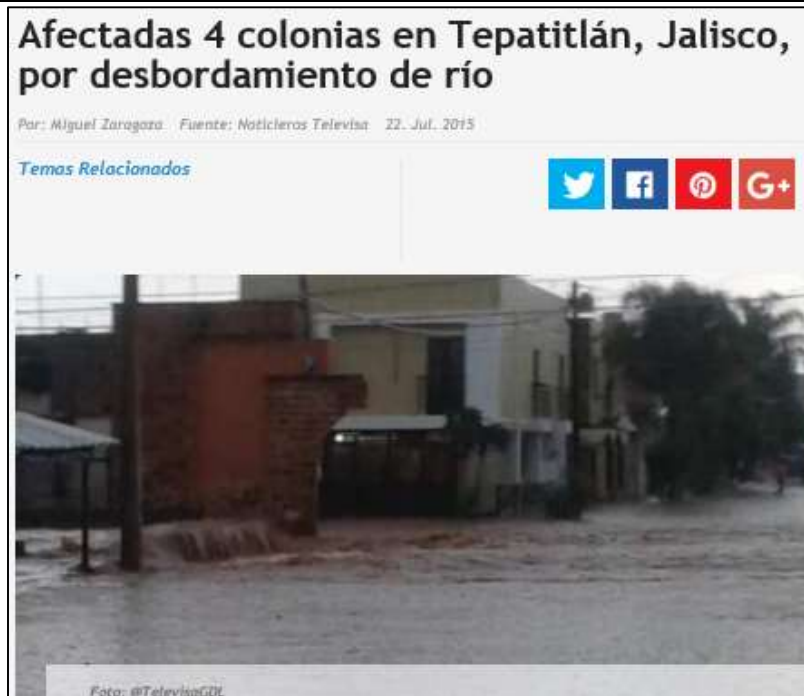 Afectadas 4 colonias en Tepatitlán, Jalisco,
por desbordamiento de río
Por: Miguel Zaragoza Fuente: Noticieros Televisa 22. Jul. 2015
Temas Relacionados
G+
Foto: @TelevisaGDL